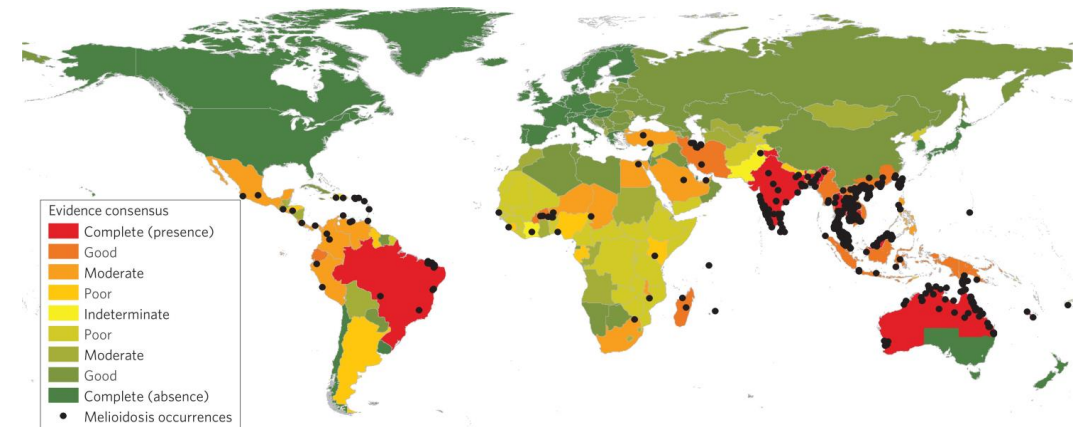 Evidence consensus
Complete (presence)
Good
Moderate
Poor
Indeterminate
Poor
Moderate
Good
Complete (absence)
Melioidosis occurrences